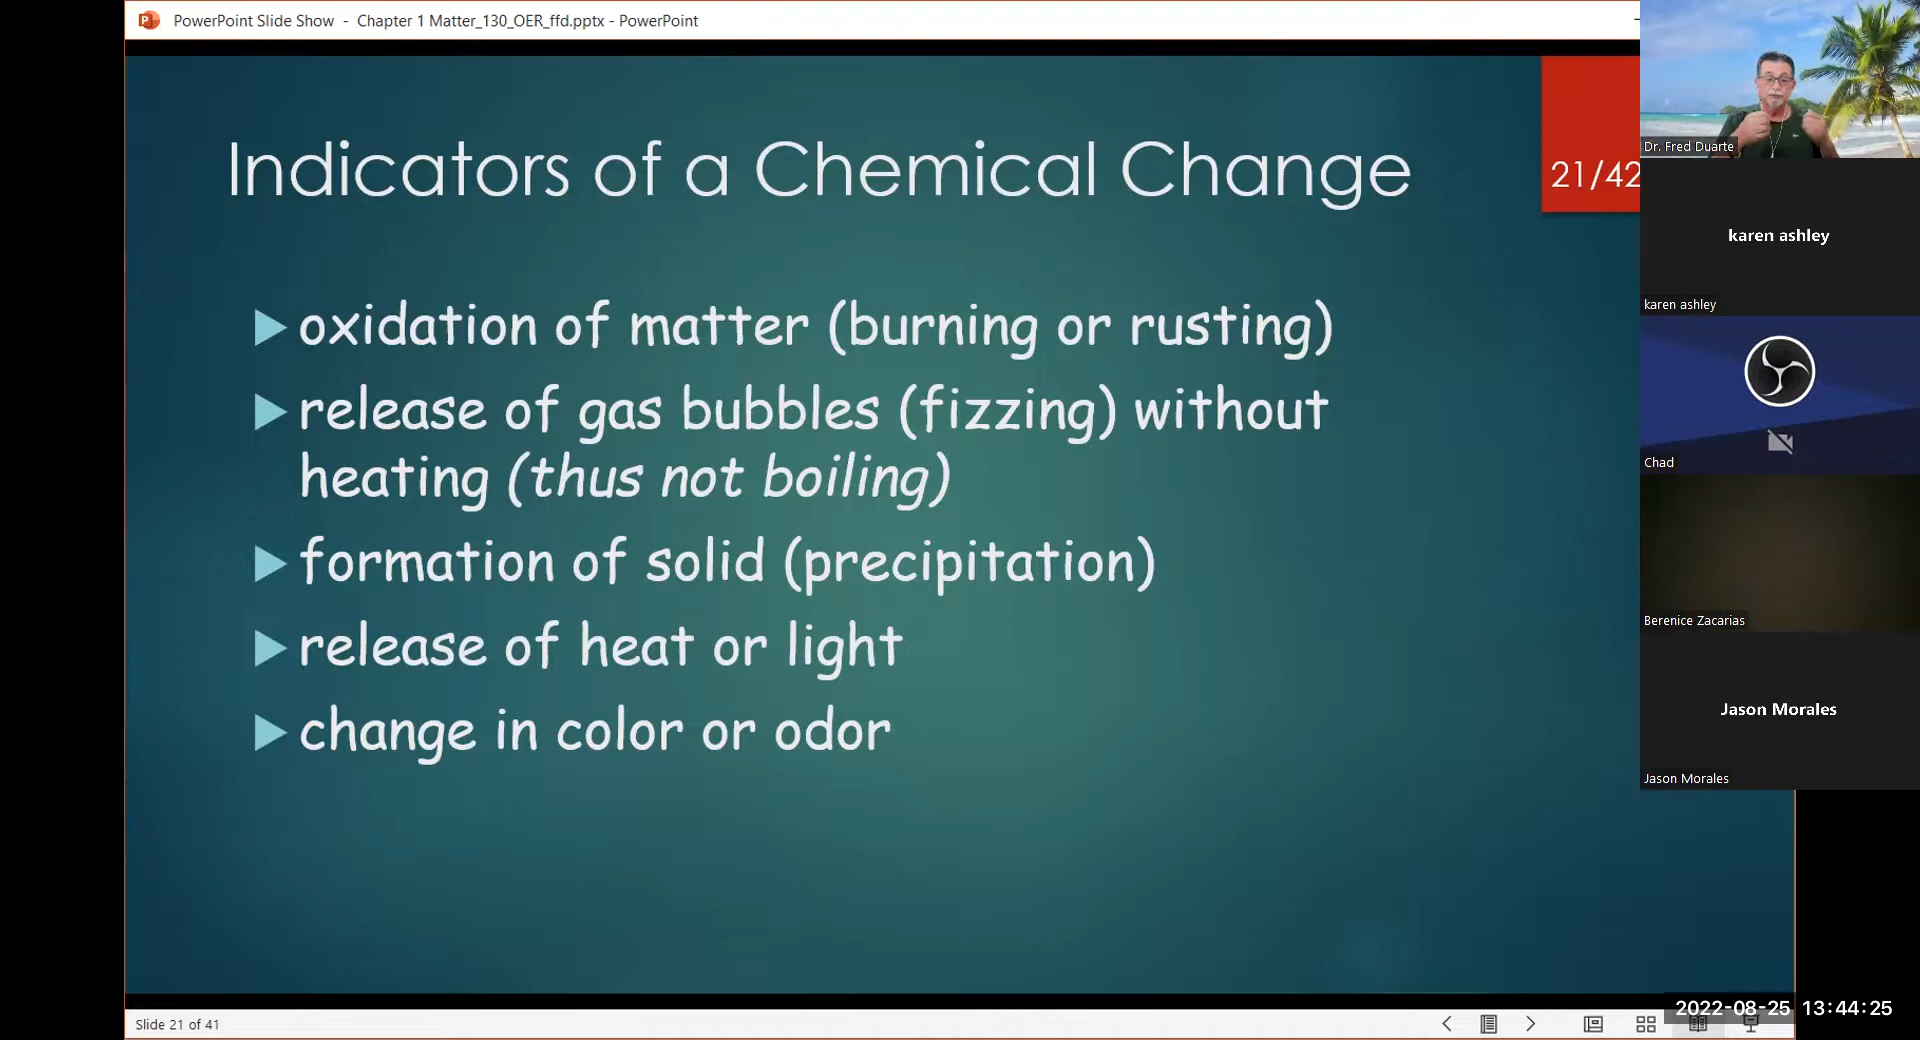 PowerPoint Slide Show - Chapter 1 Matter_130_OER_ffd.pptx - PowerPoint
Indicators of a Chemical Change
21/42
▶ oxidation of matter (burning or rusting)
▶ release of gas bubbles (fizzing) without
heating (thus not boiling)
▶ formation of solid (precipitation)
▶ release of heat or light
▶ change in color or odor
Dr. Fred Duarte
karen ashley
karen ashley
Chad
Berenice Zacarias
Jason Morales
Jason Morales
Slide 21 of 41
2022-08-25 13:44:25